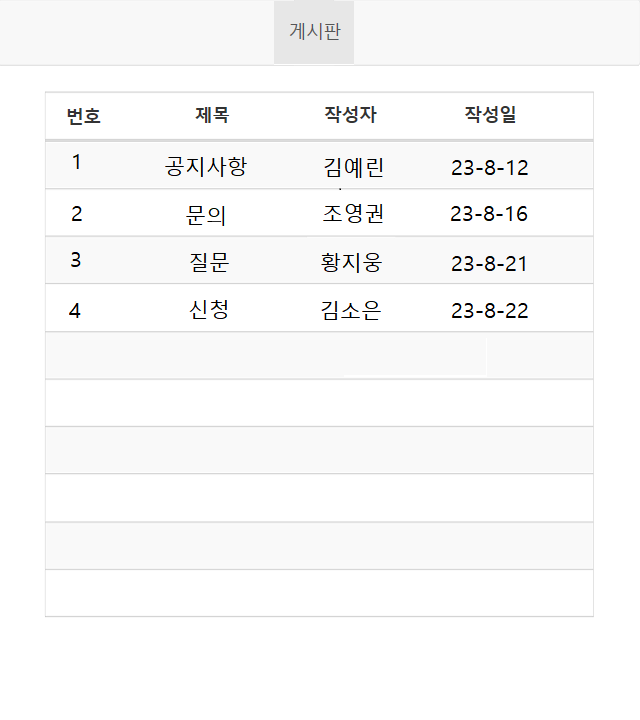 게시판
번호 제목 작성자 작성일
1 공지사항 김예린 23-8-12
2 문의 조영권 23-8-16
3 질문 황지웅 23-8-21
4 신청 김소은 23-8-22